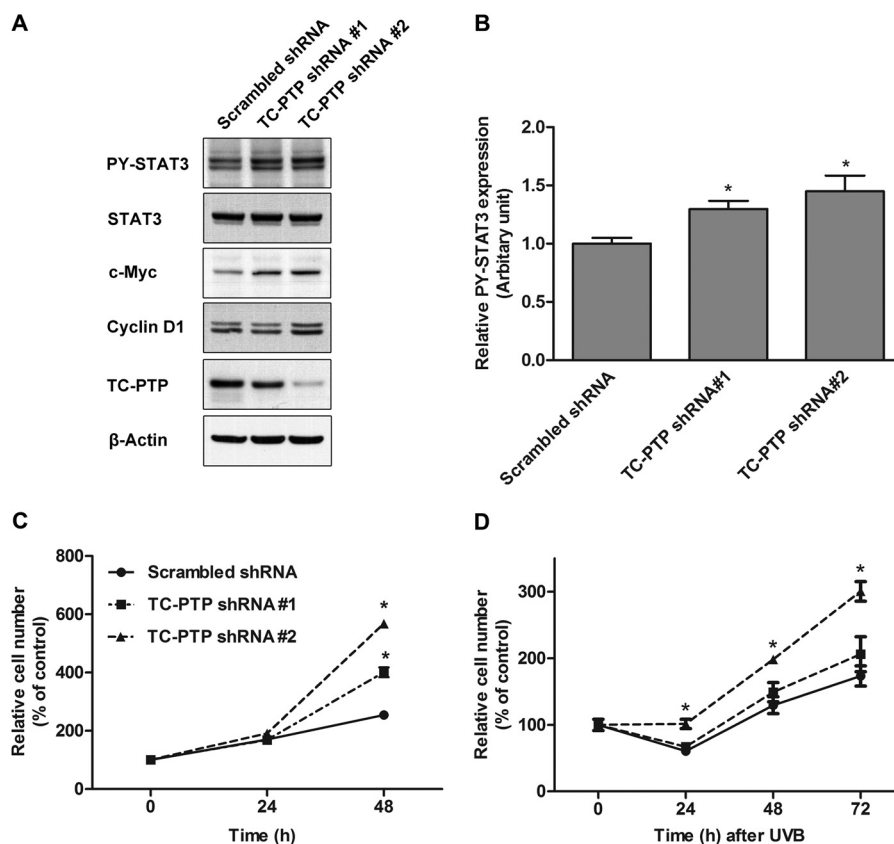 A
Scrambled shRNA
TC-PTP shRNA #1
TC-PTP shRNA #2
PY-STAT3
STAT3
c-Myc
Cyclin D1
TC-PTP
β-Actin
B
Relative PY-STAT3 expression
(Arbitary unit)
2.0
1.5
1.0
0.5
0.0
*
*
Scrambled shRNA
TC-PTP shRNA#1
TC-PTP shRNA#2
C
Relative cell number
(% of control)
800
600
400
200
0
Scrambled shRNA
TC-PTP shRNA #1
TC-PTP shRNA #2
*
*
0 24 48
Time (h)
D
Relative cell number
(% of control)
300
200
100
0
*
*
*
0 24 48 72
Time (h) after UVB